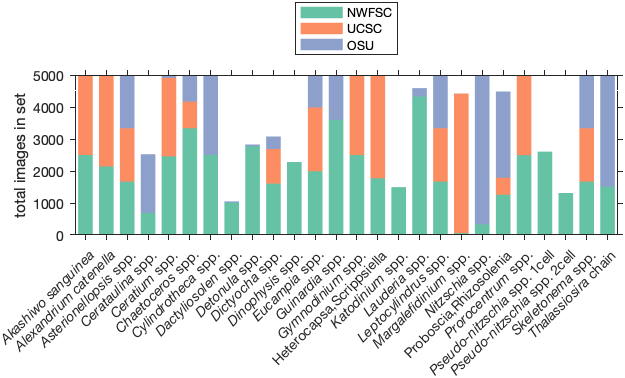 NWFSC
UCSC
OSU
total images in set
5000
4000
3000
2000
1000
0
Akashiwo sanguinea
Alexandrium catenella
Asterionellopsis spp.
Cerataulina spp.
Ceratium spp.
Chaetoceros spp.
Cylindrotheca spp.
Dactyliosolen spp.
Detonula spp.
Dictyocha spp.
Dinophysis spp.
Eucampia spp.
Guinardia spp.
Gymnodinium spp.
Heterocapsa,Scrippsiella
Katodinium spp.
Lauderia spp.
Leptocylindrus spp.
Margalefidinium spp.
Nitzschia spp.
Proboscia,Rhizosolenia
Prorocentrum spp.
Pseudo-nitzschia spp. 1cell
Pseudo-nitzschia spp. 2cell
Skeletonema spp.
Thalassiosira chain